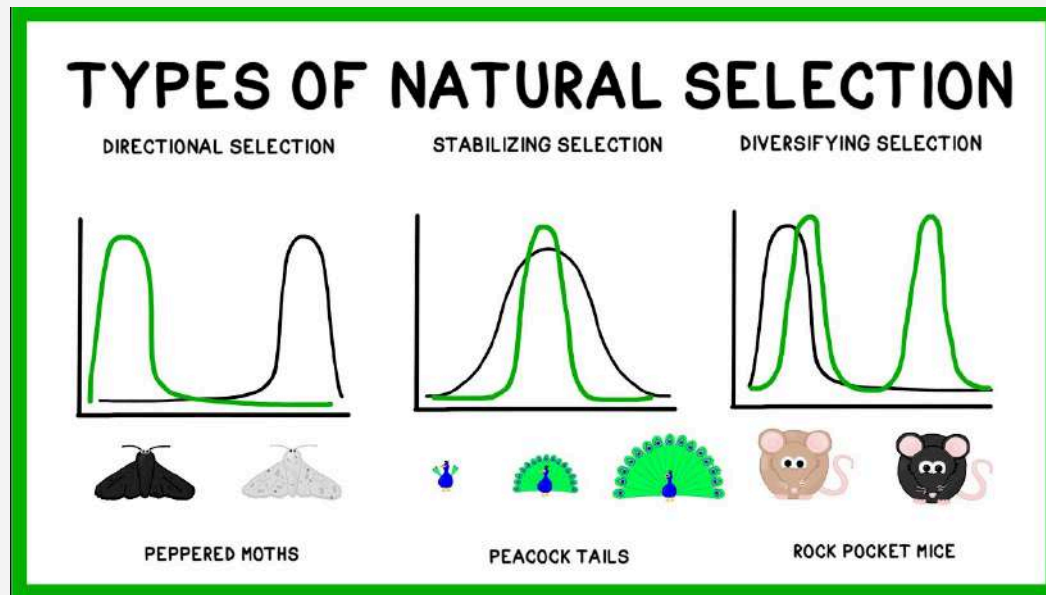 TYPES OF NATURAL SELECTION
DIRECTIONAL SELECTION
STABILIZING SELECTION
DIVERSIFYING SELECTION
PEPPERED MOTHS
PEACOCK TAILS
ROCK POCKET MICE